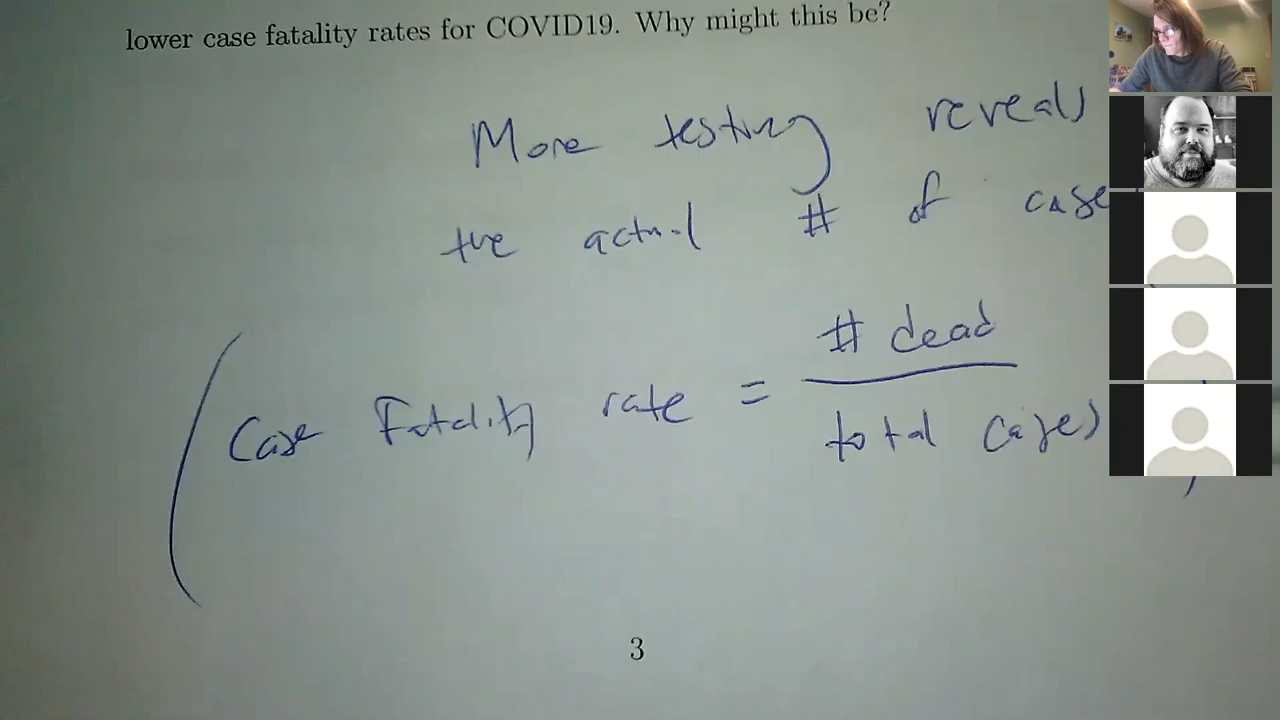 lower case fatality rates for COVID19. Why might this be?
More testing reveals
the actual # of case
# dead
Case Fatality rate =
total cases
3